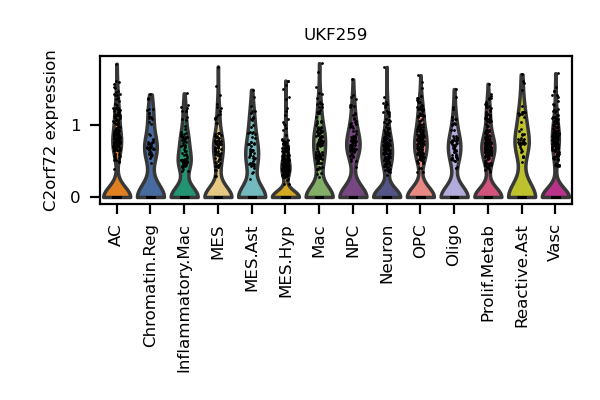 UKF259
C2orf72 expression
1
0
AC
Chromatin.Reg
Inflammatory.Mac
MES
MES.Ast
MES.Hyp
Mac
NPC
Neuron
OPC
Oligo
Prolif.Metab
Reactive.Ast
Vasc